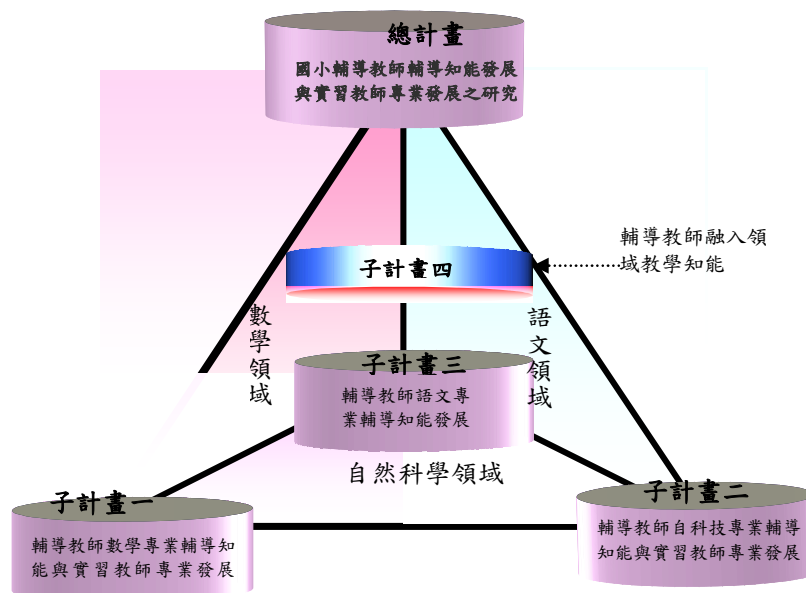 總計畫
國小輔導教師輔導知能發展
與實習教師專業發展之研究
輔導教師融入領
域教學知能
子計畫四
數學領域
語文領域
子計畫三
輔導教師語文專
業輔導知能發展
自然科學領域
子計畫一
輔導教師數學專業輔導知
能與實習教師專業發展
子計畫二
輔導教師自科技專業輔導
知能與實習教師專業發展